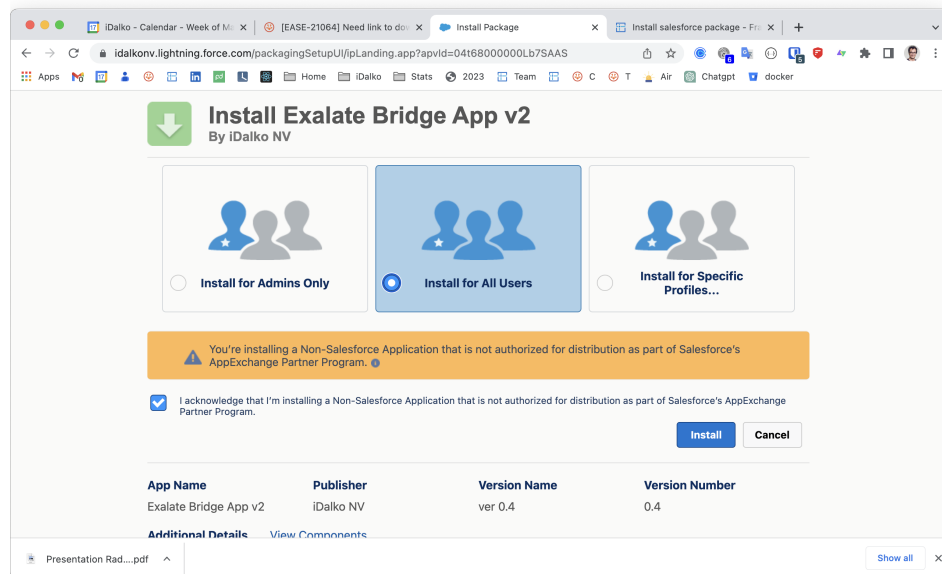 iDalko - Calendar - Week of Ma
[EASE-21064] Need link to dov
Install Package
Install salesforce package - Fra
idalkonv.lightning.force.com/packagingSetupUI/ipLanding.app?apvId=04t68000000Lb7SAAS
Apps
Home
iDalko
Stats
2023
Team
C
T
Air
Chatgpt
docker
Install Exalate Bridge App v2
By iDalko NV
Install for Admins Only
Install for All Users
Install for Specific
Profiles...
You're installing a Non-Salesforce Application that is not authorized for distribution as part of Salesforce's
AppExchange Partner Program.
I acknowledge that I'm installing a Non-Salesforce Application that is not authorized for distribution as part of Salesforce's AppExchange
Partner Program.
Install
Cancel
App Name
Publisher
Version Name
Version Number
Exalate Bridge App v2
iDalko NV
ver 0.4
0.4
Additional Details
View Components
Presentation Rad....pdf
Show all